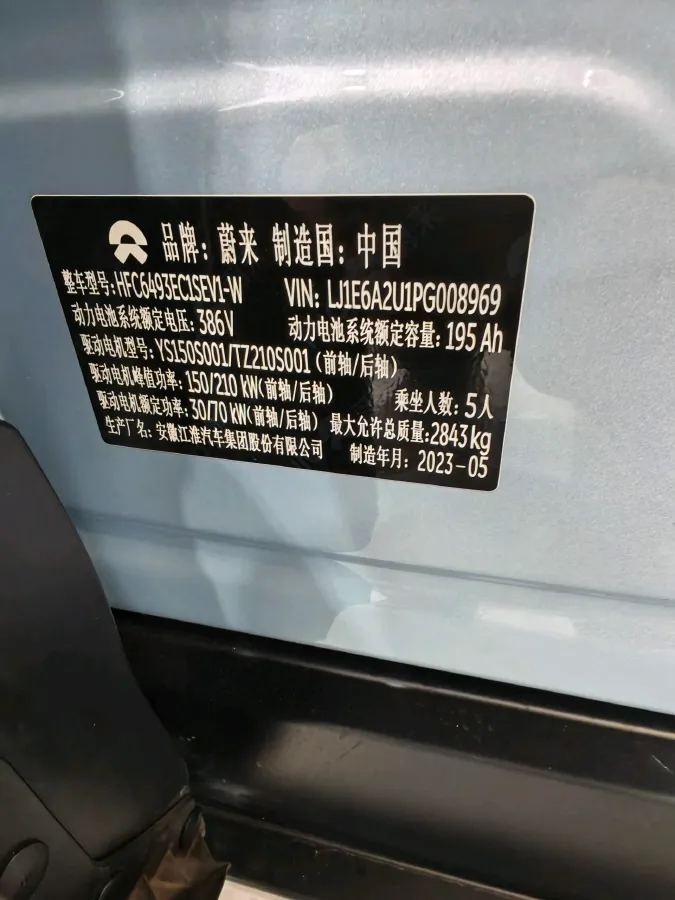 品牌：蔚来 制造国：中国
整车型号：HFC6493EC1SEV1-W VIN：LJ1E6A2U1PG008969
动力电池系统额定电压：386V 动力电池系统额定容量：195 Ah
驱动电机型号：YS150S001/TZ210S001（前轴/后轴）
驱动电机峰值功率：150/210 kW(前轴/后轴) 乘坐人数：5人
驱动电机额定功率：30/70 kW(前轴/后轴) 最大允许总质量：2843kg
生产厂名：安徽江淮汽车集团股份有限公司 制造年月：2023-05